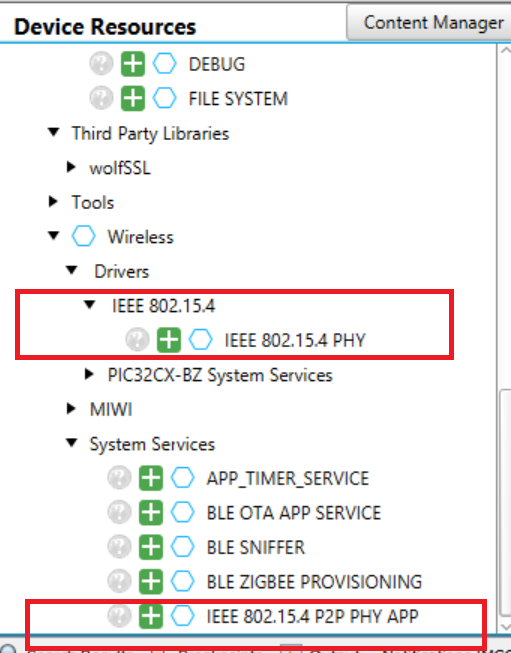 Device Resources
Content Manager
DEBUG
FILE SYSTEM
Third Party Libraries
wolfSSL
Tools
Wireless
Drivers
IEEE 802.15.4
IEEE 802.15.4 PHY
PIC32CX-BZ System Services
MIWI
System Services
APP_TIMER_SERVICE
BLE OTA APP SERVICE
BLE SNIFFER
BLE ZIGBEE PROVISIONING
IEEE 802.15.4 P2P PHY APP